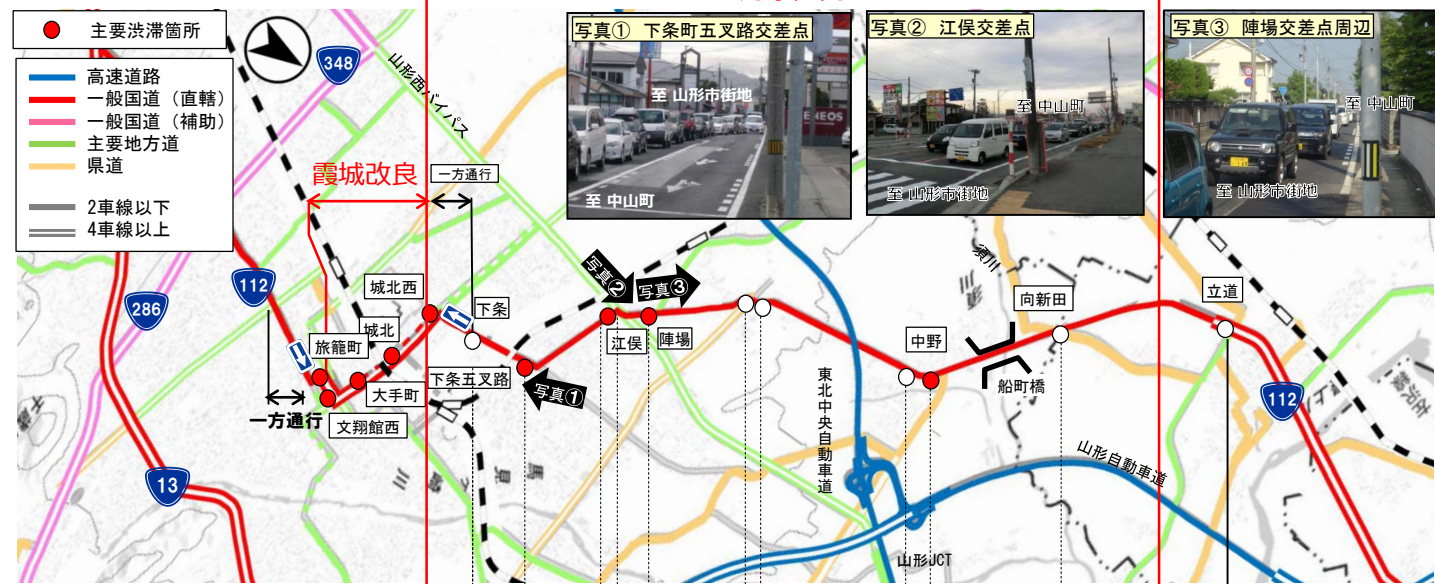 主要渋滞箇所
高速道路
一般国道（直轄）
一般国道（補助）
主要地方道
県道
2車線以下
4車線以上
348
山形西バイパス
写真① 下条町五叉路交差点
至 山形市街地
至 中山町
ENEOS
写真② 江俣交差点
至 中山町
至 山形市街地
写真③ 陣場交差点周辺
至 中山町
至 山形市街地
霞城改良
一方通行
112
286
13
城北西
下条
城北
旅籠町
大手町
文翔館西
一方通行
下条五叉路
写真①
写真②
写真③
江俣
陣場
東北中央自動車道
中野
須川
須川
向新田
船町橋
立道
112
山形自動車道
山形JCT
馬見
川